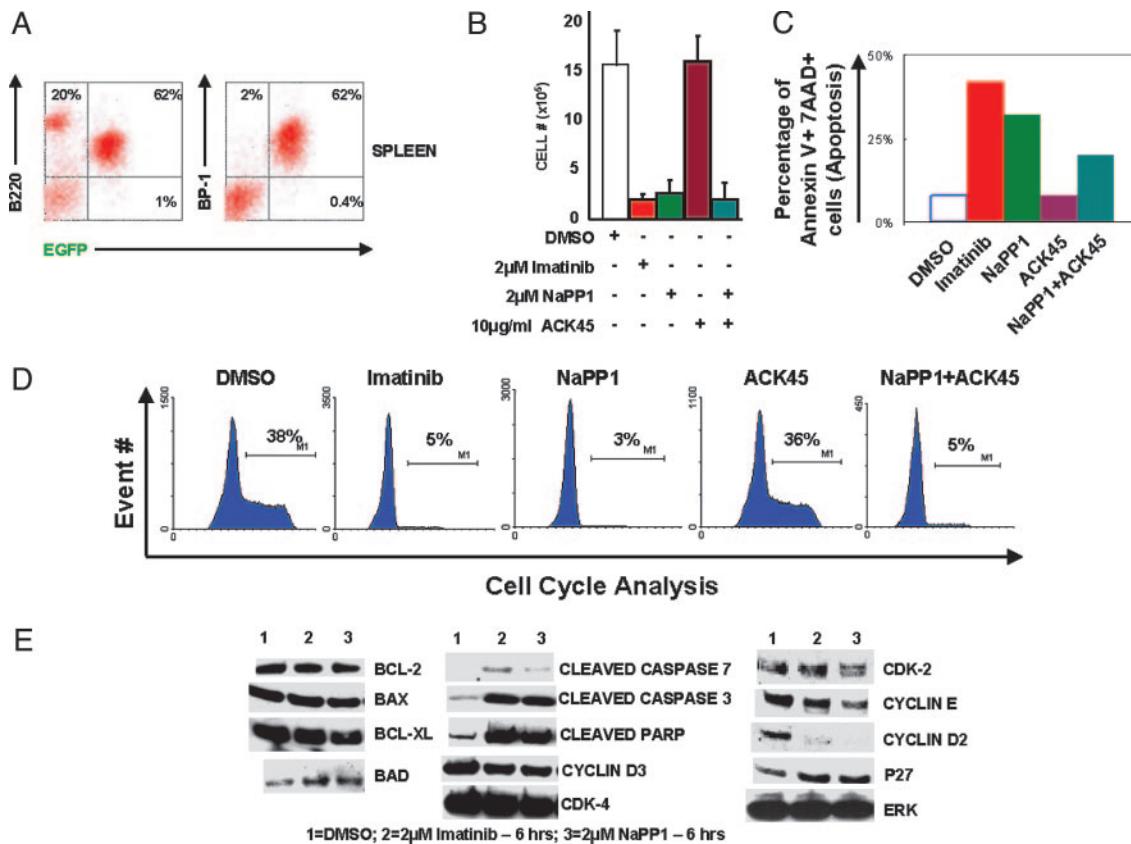 A
B220
20%
62%
1%
BP-1
2%
62%
0.4%
SPLEEN
EGFP
B
CELL # (x10⁵)
20
15
10
5
0
DMSO + - - - -
2µM Imatinib - + - - -
2µM NaPP1 - - + - +
10µg/ml ACK45 - - - + +
C
Percentage of
Annexin V+ 7AAD+
cells (Apoptosis)
50%
25%
0%
DMSO
Imatinib
NaPP1
ACK45
NaPP1+ACK45
D
Event #
DMSO
1500
0
38%
M1
Imatinib
3500
0
5%
M1
NaPP1
3000
0
3%
M1
ACK45
1100
0
36%
M1
NaPP1+ACK45
450
0
5%
M1
Cell Cycle Analysis
E
1 2 3
BCL-2
BAX
BCL-XL
BAD
1 2 3
CLEAVED CASPASE 7
CLEAVED CASPASE 3
CLEAVED PARP
CYCLIN D3
CDK-4
1 2 3
CDK-2
CYCLIN E
CYCLIN D2
P27
ERK
1=DMSO; 2=2µM Imatinib – 6 hrs; 3=2µM NaPP1 – 6 hrs